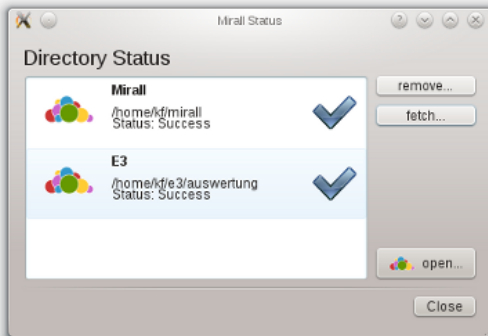 Mirall Status
Directory Status
Mirall
/home/kf/mirall
Status: Success
E3
/home/kf/e3/auswertung
Status: Success
remove...
fetch...
open...
Close